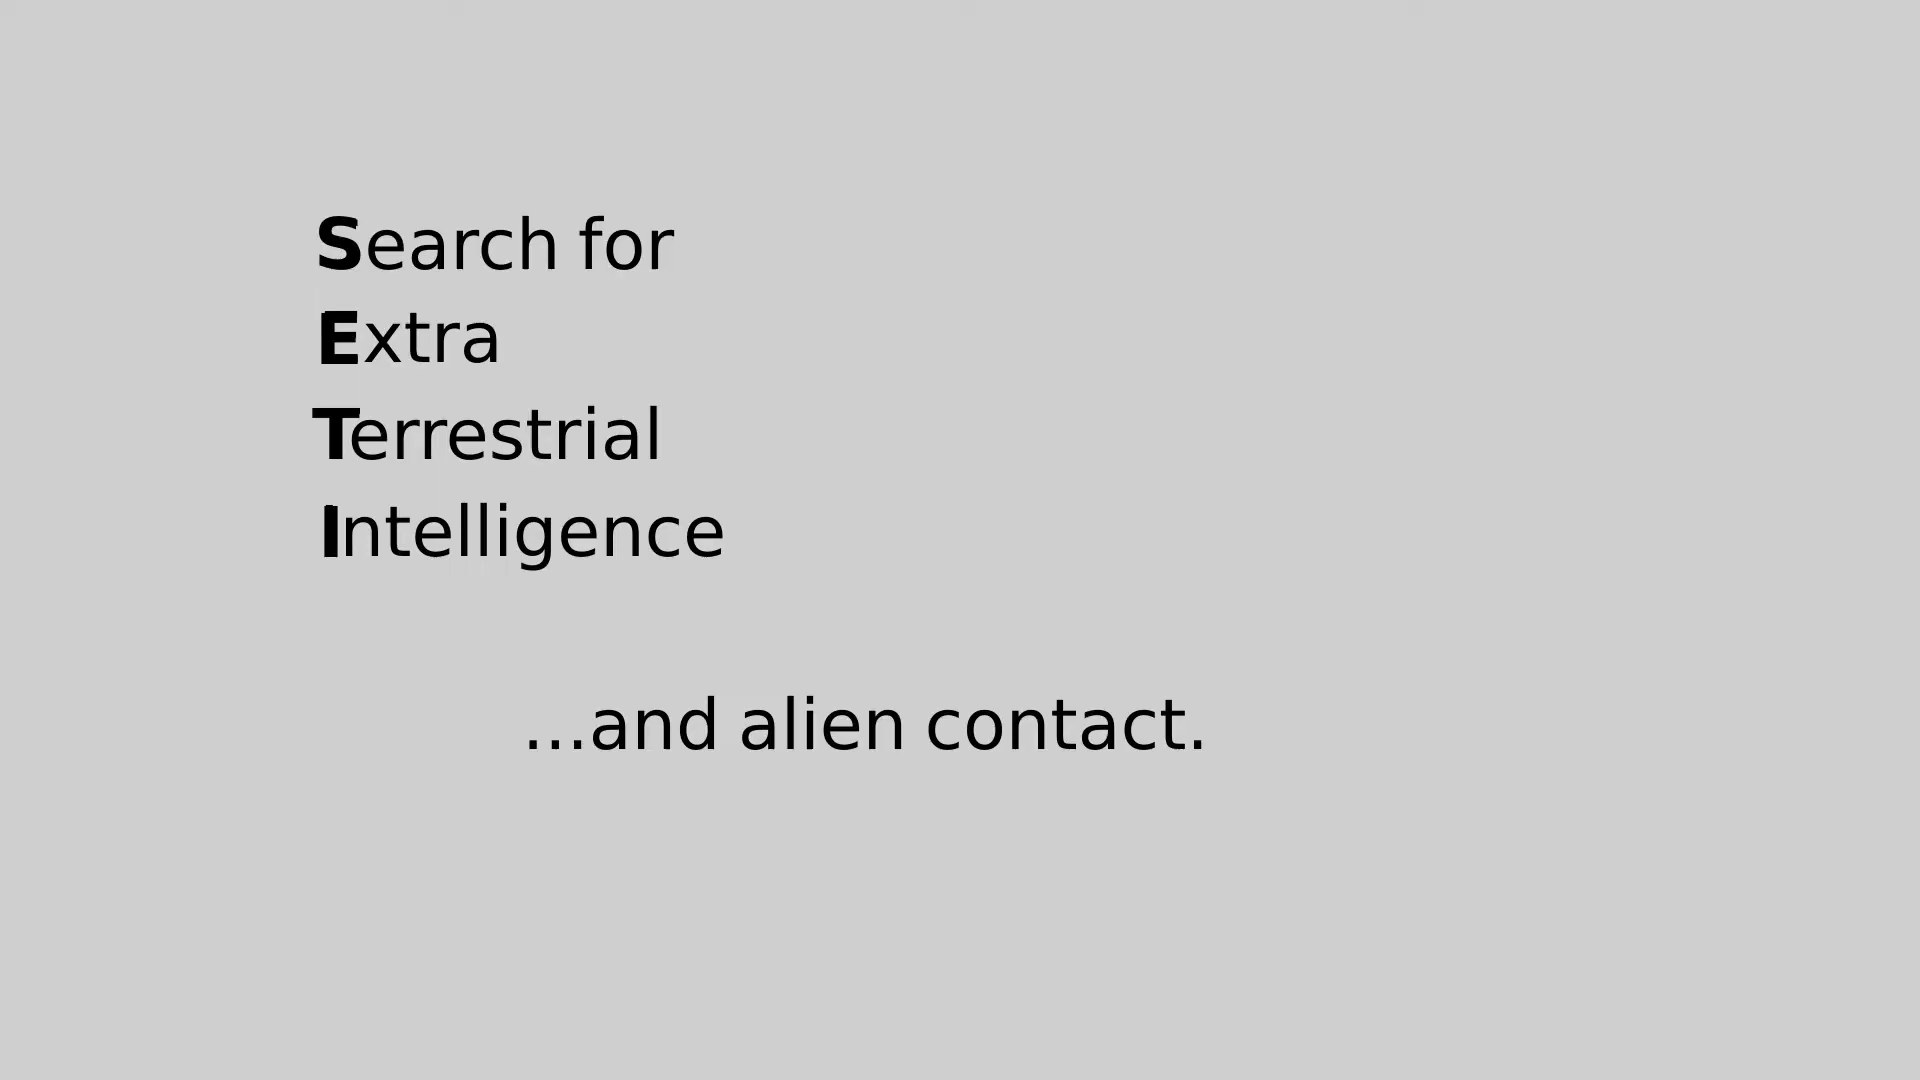 Search for
Extra
Terrestrial
Intelligence
...and alien contact.